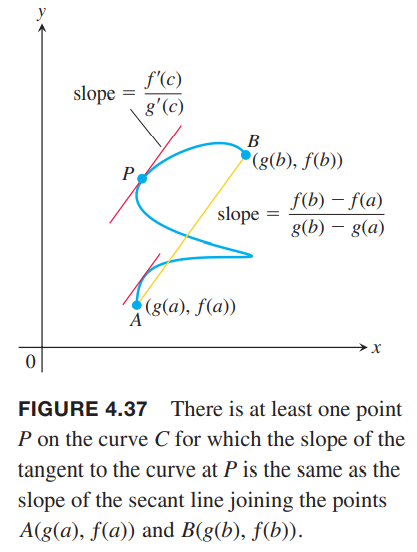 y
slope = f'(c) / g'(c)
B
(g(b), f(b))
P
slope = f(b) − f(a) / g(b) − g(a)
(g(a), f(a))
A
x
0
FIGURE 4.37 There is at least one point
P on the curve C for which the slope of the
tangent to the curve at P is the same as the
slope of the secant line joining the points
A(g(a), f(a)) and B(g(b), f(b)).